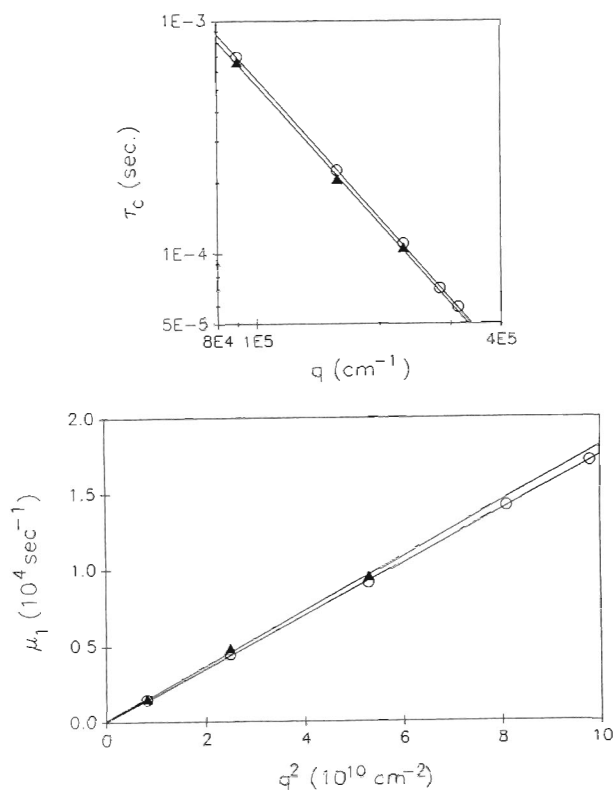 1E-3
τc (sec.)
1E-4
5E-5
8E4 1E5 4E5
q (cm⁻¹)
2.0
1.5
1.0
0 5
0.0
μ₁ (10⁴ sec⁻¹)
0 2 4 6 8 10
q² (10¹⁰ cm⁻²)